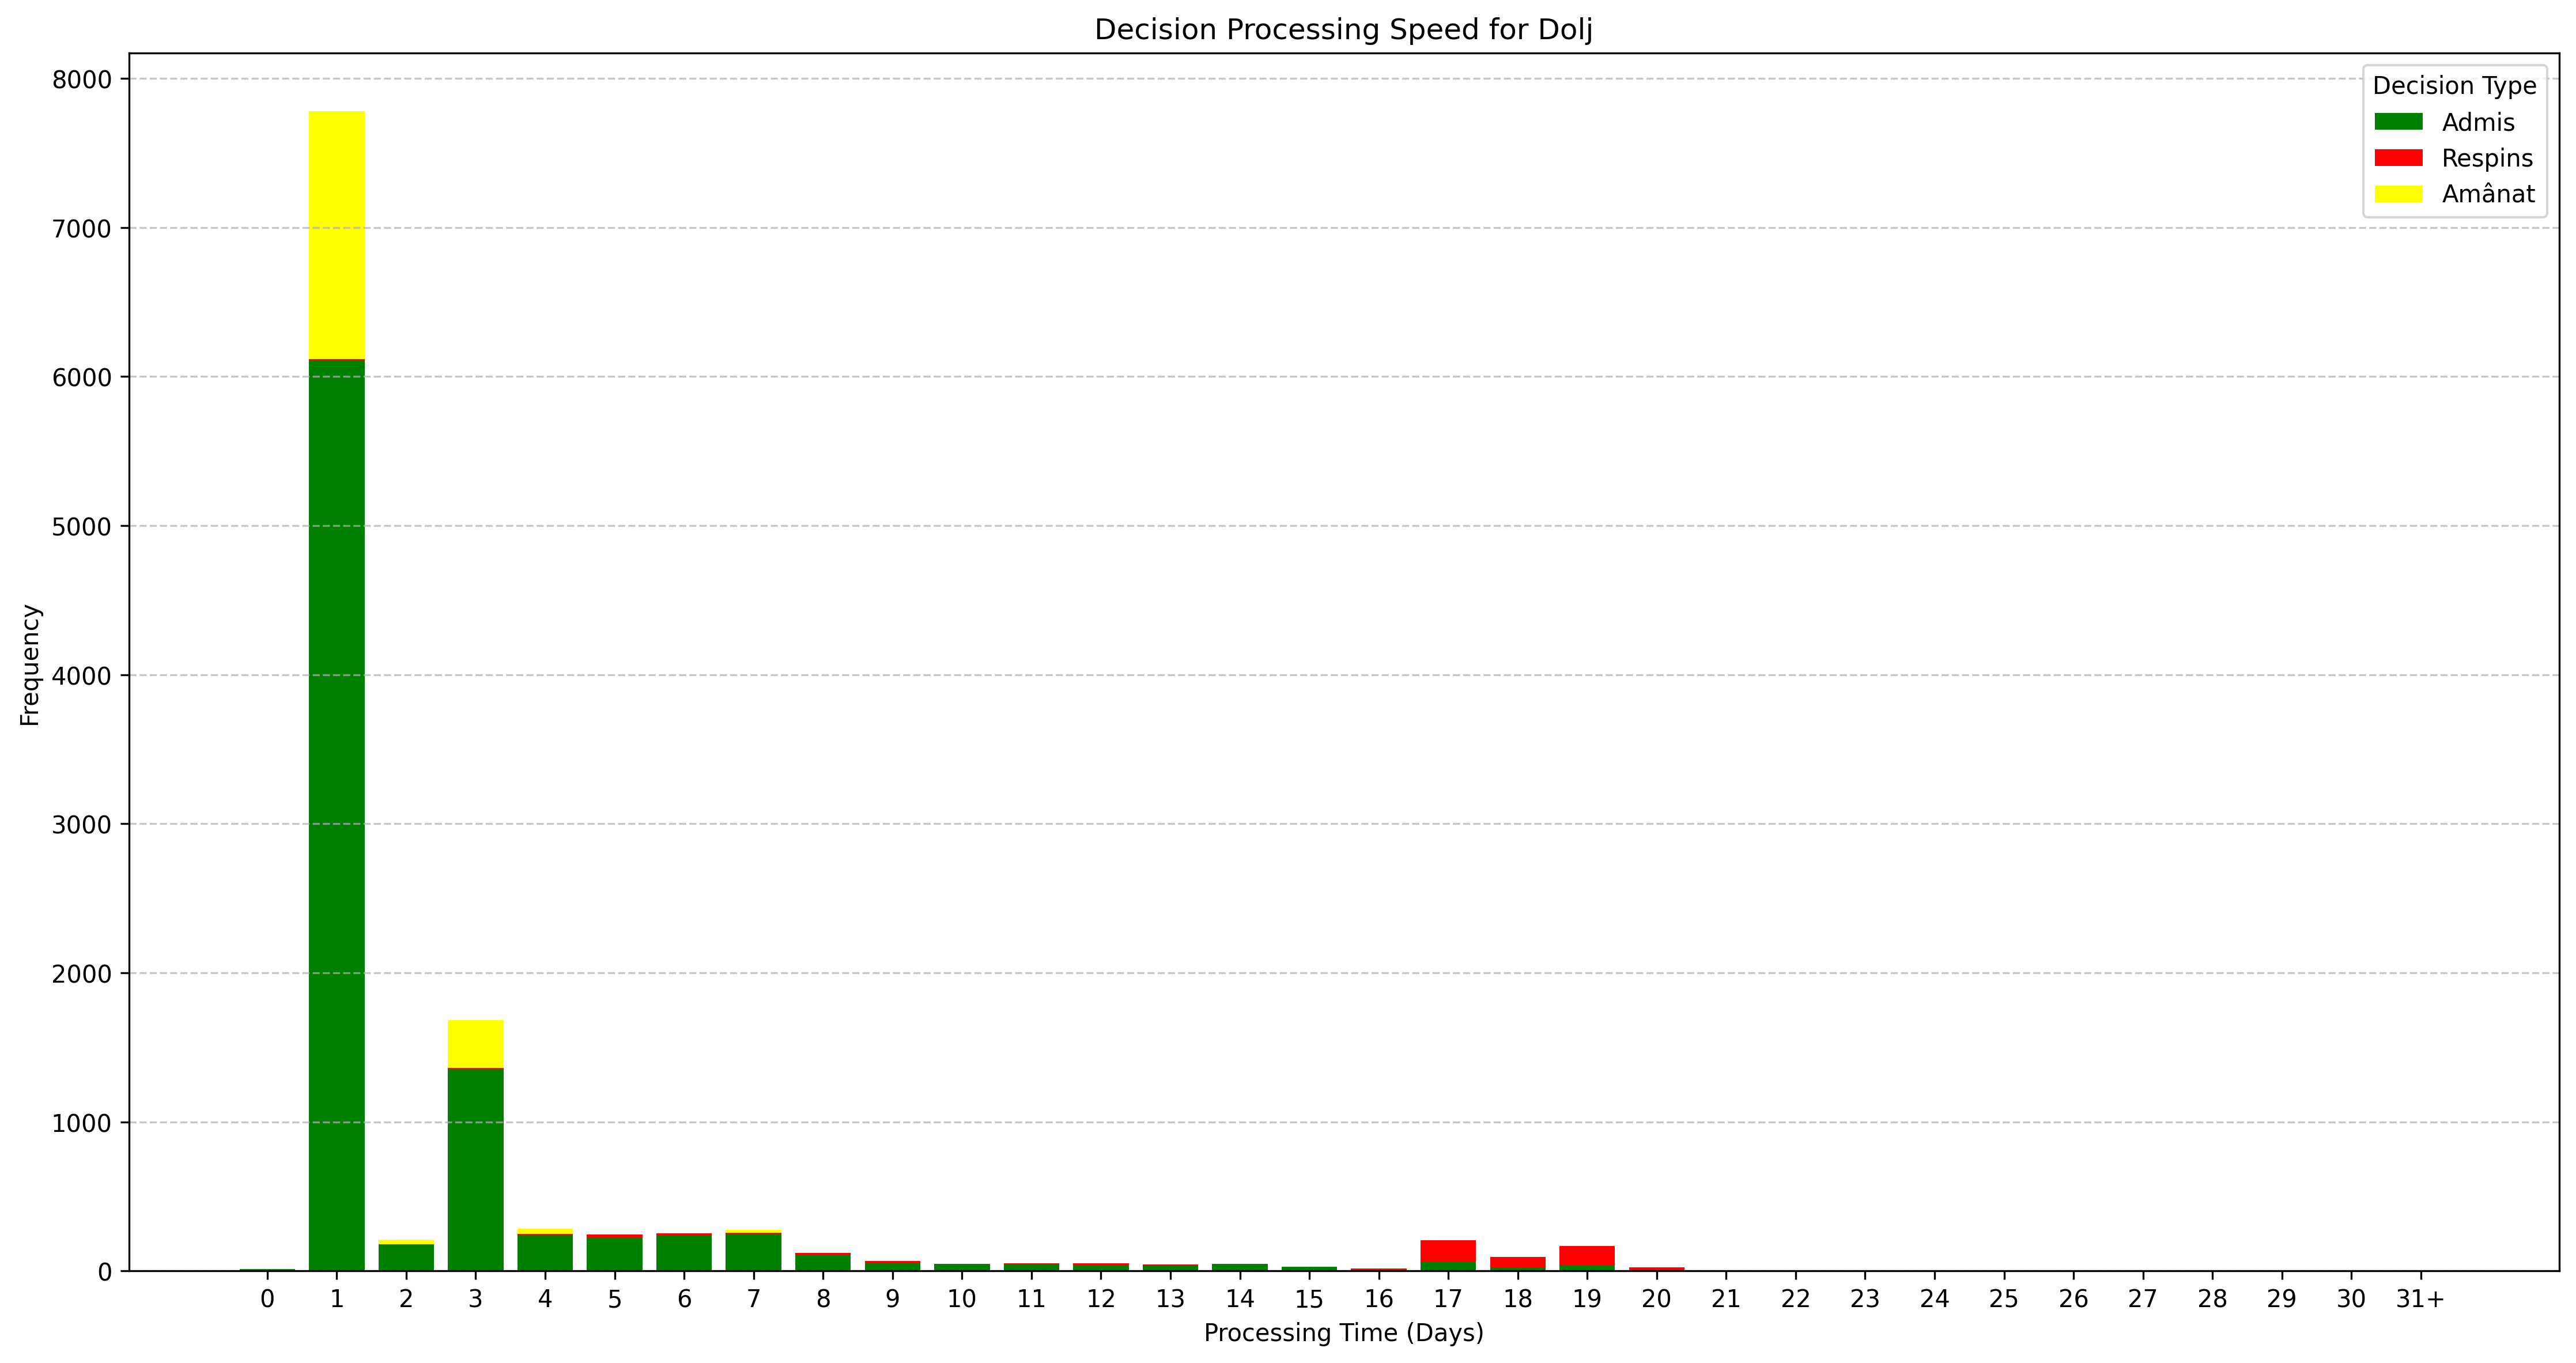 Decision Processing Speed for Dolj
Decision Type
Admis
Respins
Amânat
8000
7000
6000
5000
4000
3000
2000
1000
0
Frequency
0 1 2 3 4 5 6 7 8 9 10 11 12 13 14 15 16 17 18 19 20 21 22 23 24 25 26 27 28 29 30 31+
Processing Time (Days)